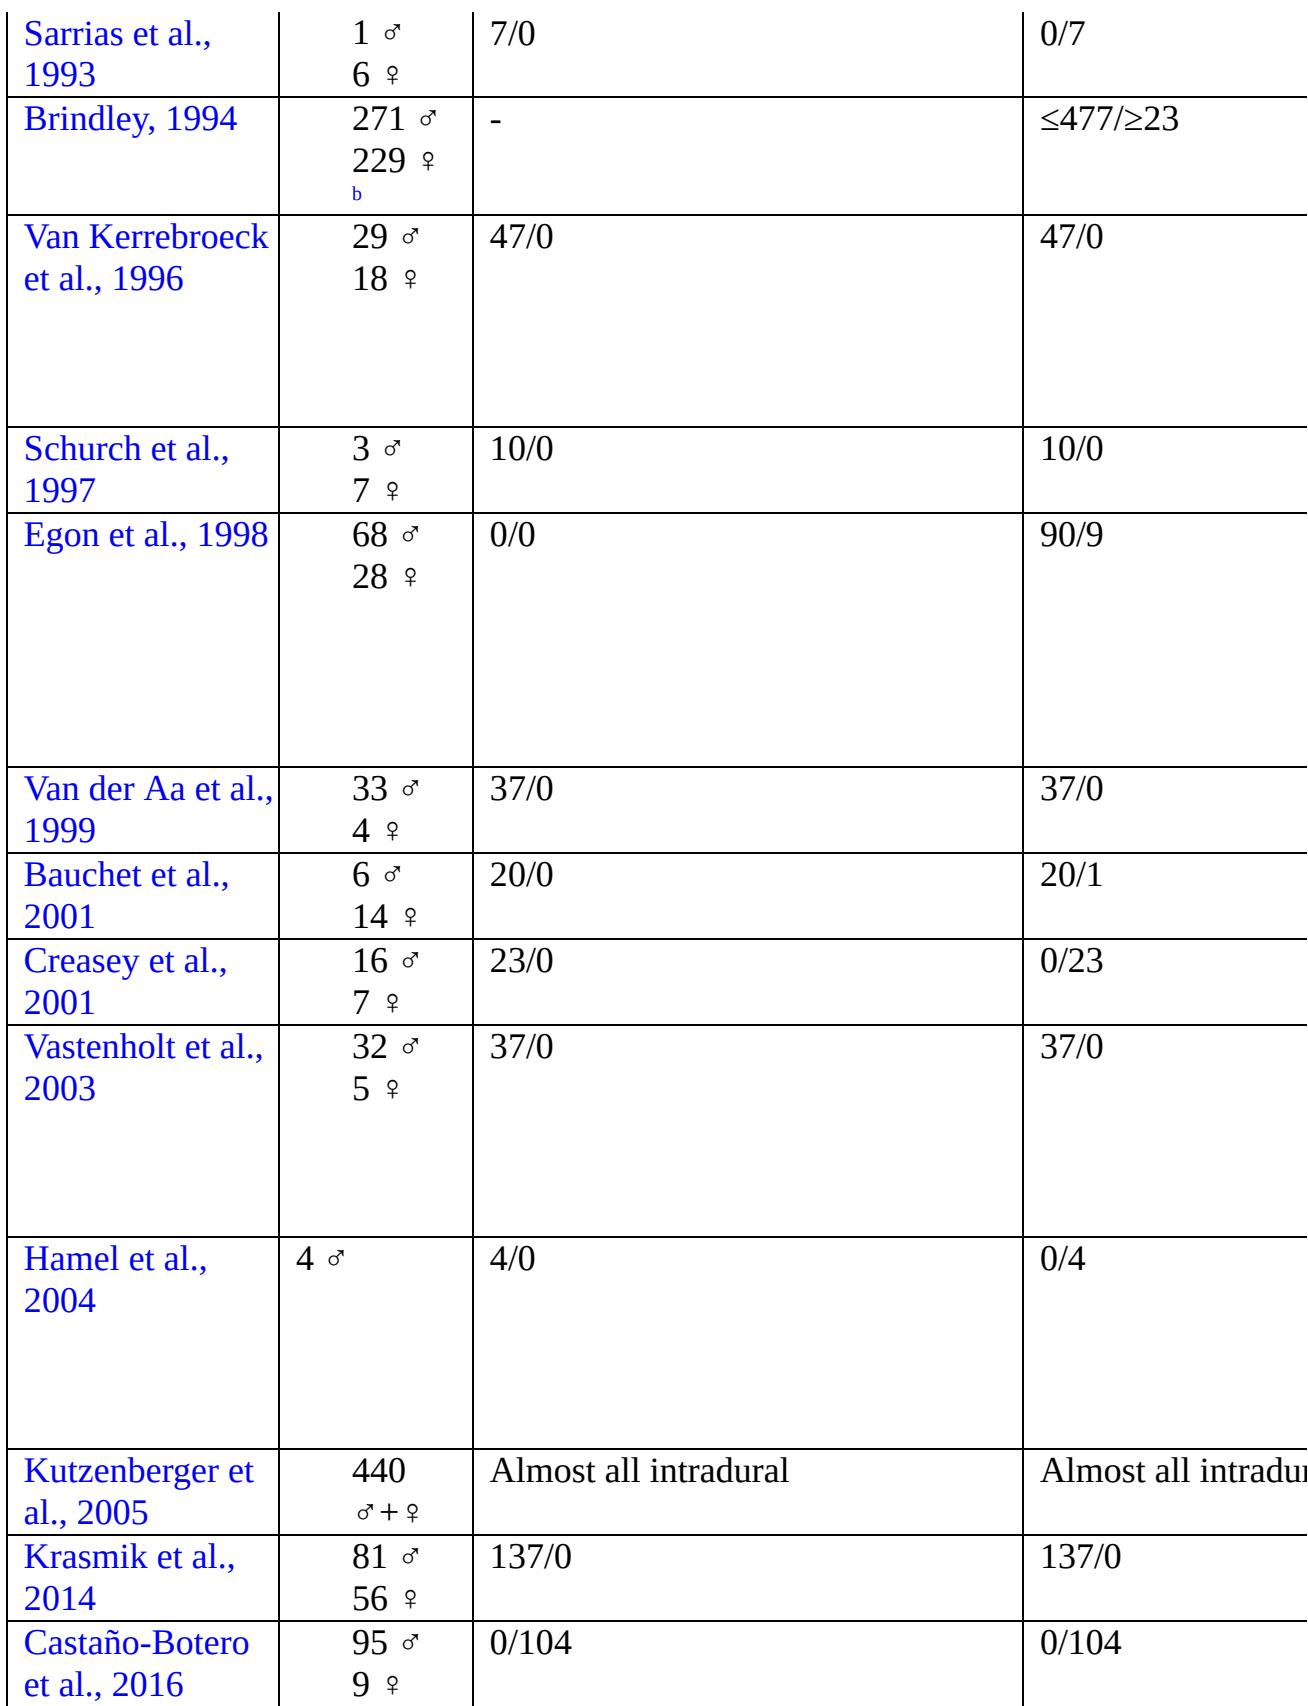 Sarrias et al., 1 ♂ 7/0 0/7
1993 6 ♀
Brindley, 1994 271 ♂ - ≤477/≥23
229 ♀
b
Van Kerrebroeck 29 ♂ 47/0 47/0
et al., 1996 18 ♀
Schurch et al., 3 ♂ 10/0 10/0
1997 7 ♀
Egon et al., 1998 68 ♂ 0/0 90/9
28 ♀
Van der Aa et al., 33 ♂ 37/0 37/0
1999 4 ♀
Bauchet et al., 6 ♂ 20/0 20/1
2001 14 ♀
Creasey et al., 16 ♂ 23/0 0/23
2001 7 ♀
Vastenholt et al., 32 ♂ 37/0 37/0
2003 5 ♀
Hamel et al., 4 ♂ 4/0 0/4
2004
Kutzenberger et 440 Almost all intradural Almost all
al., 2005 ♂+♀
Krasmik et al., 81 ♂ 137/0 137/0
2014 56 ♀
Castaño-Botero 95 ♂ 0/104 0/104
et al., 2016 9 ♀